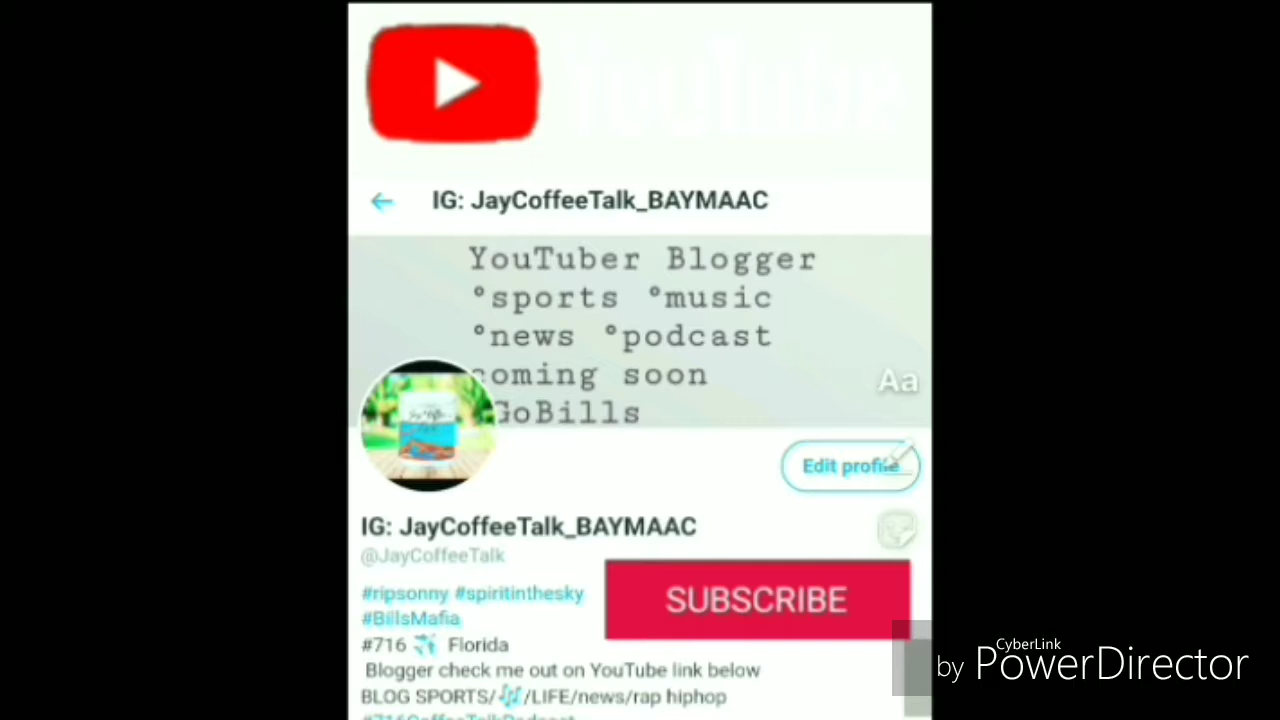 IG: JayCoffeeTalk_BAYMAAC
YouTuber Blogger
°sports °music
°news °podcast
coming soon
GoBills
Aa
Edit profile
IG: JayCoffeeTalk_BAYMAAC
@JayCoffeeTalk
#ripsonny #spiritinthesky
#BillsMafia
SUBSCRIBE
#716 ✈ Florida
Blogger check me out on YouTube link below
BLOG SPORTS/🎶/LIFE/news/rap hiphop
#716CoffeeTalkPodcast
CyberLink
by PowerDirector